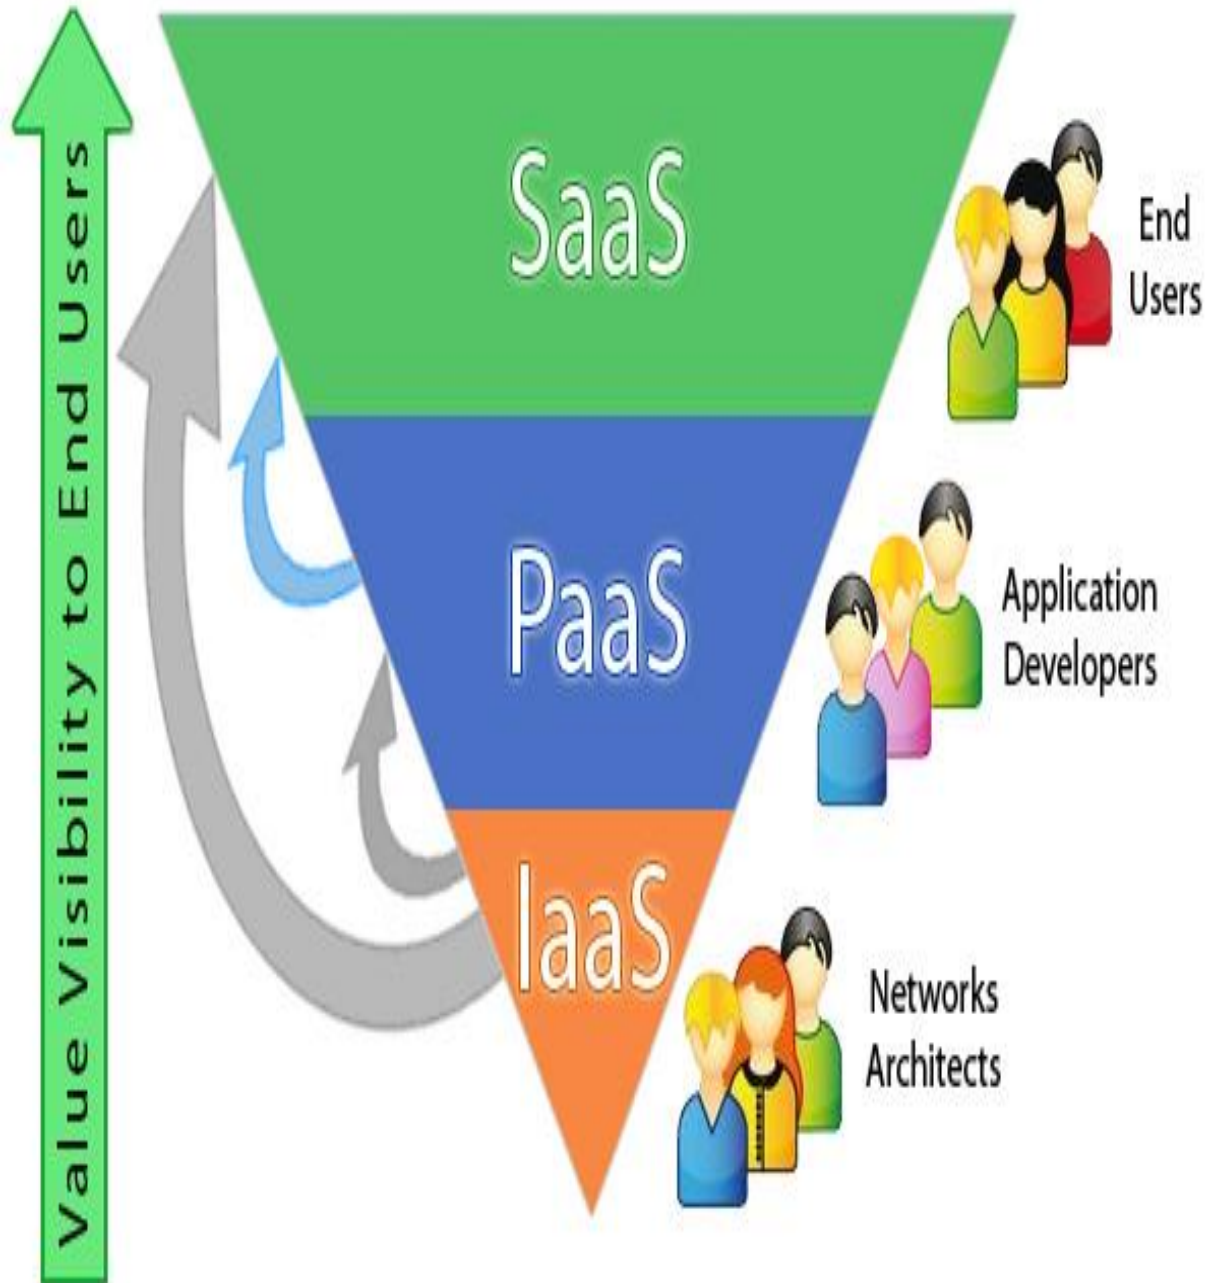 Value Visibility to End Users
SaaS
End
Users
PaaS
Application
Developers
IaaS
Networks
Architects